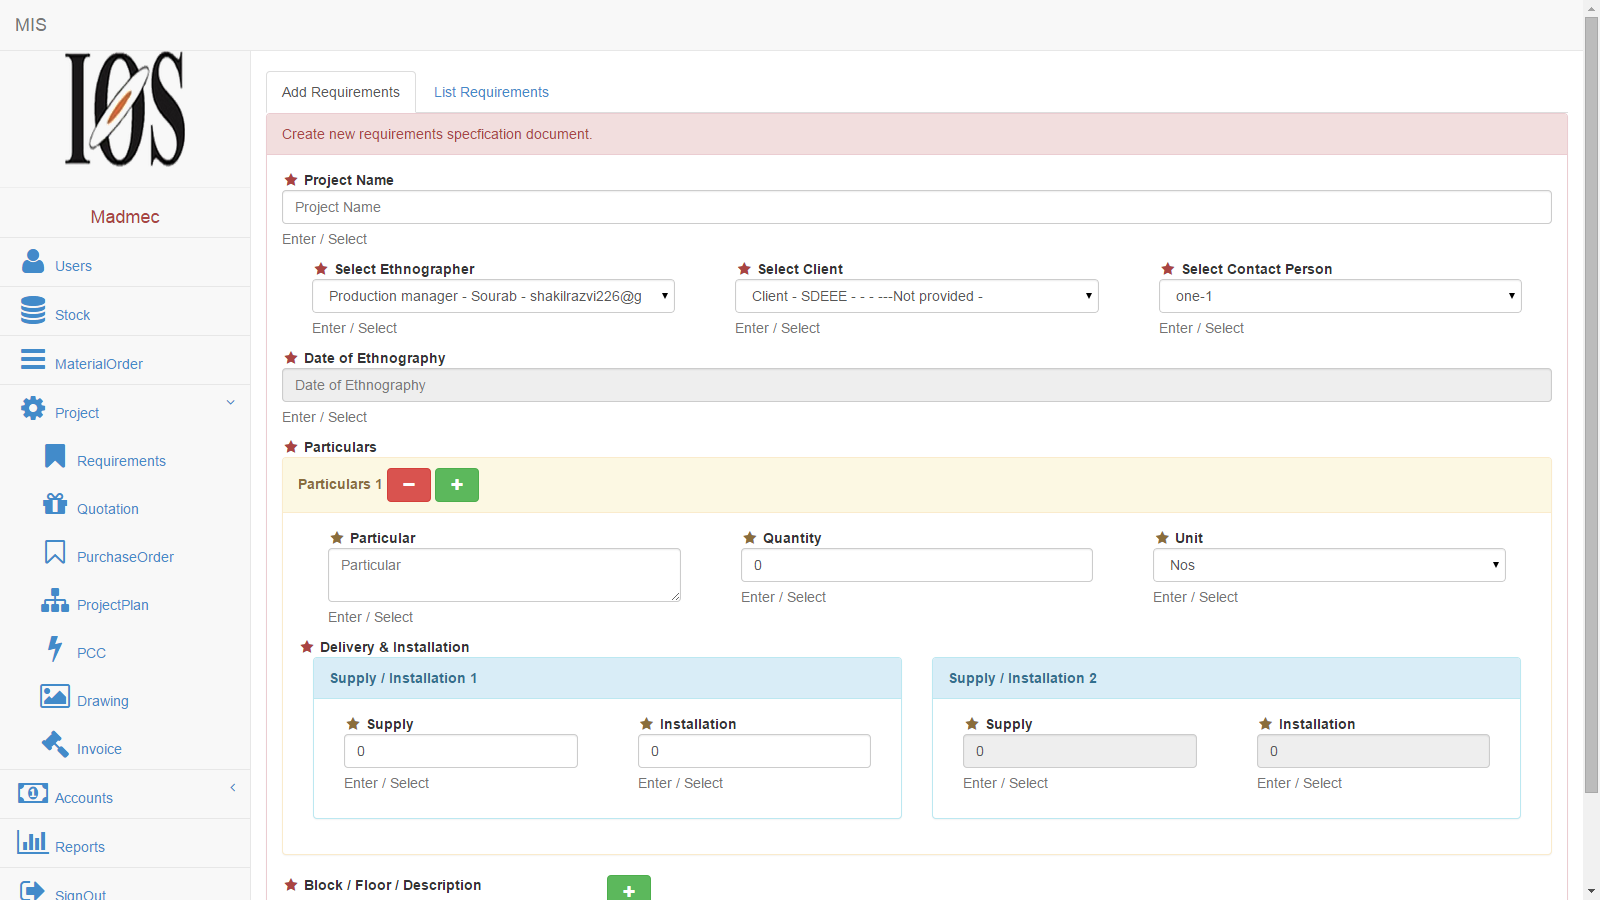 MIS
IOS
Madmec
Users
Stock
MaterialOrder
Project
Requirements
Quotation
PurchaseOrder
ProjectPlan
PCC
Drawing
Invoice
Accounts
Reports
SignOut
Add Requirements
List Requirements
Create new requirements specfication document.
Project Name
Project Name
Enter / Select
Select Ethnographer
Select Client
Select Contact Person
Production manager - Sourab - shakilrazvi226@g
Client - SDEEE - - - ---Not provided -
one-1
Enter / Select
Enter / Select
Enter / Select
Date of Ethnography
Date of Ethnography
Enter / Select
Particulars
Particulars 1
Particular
Quantity
Unit
Particular
0
Nos
Enter / Select
Enter / Select
Enter / Select
Delivery & Installation
Supply / Installation 1
Supply / Installation 2
Supply
Installation
Supply
Installation
0
0
0
0
Enter / Select
Enter / Select
Enter / Select
Enter / Select
Block / Floor / Description